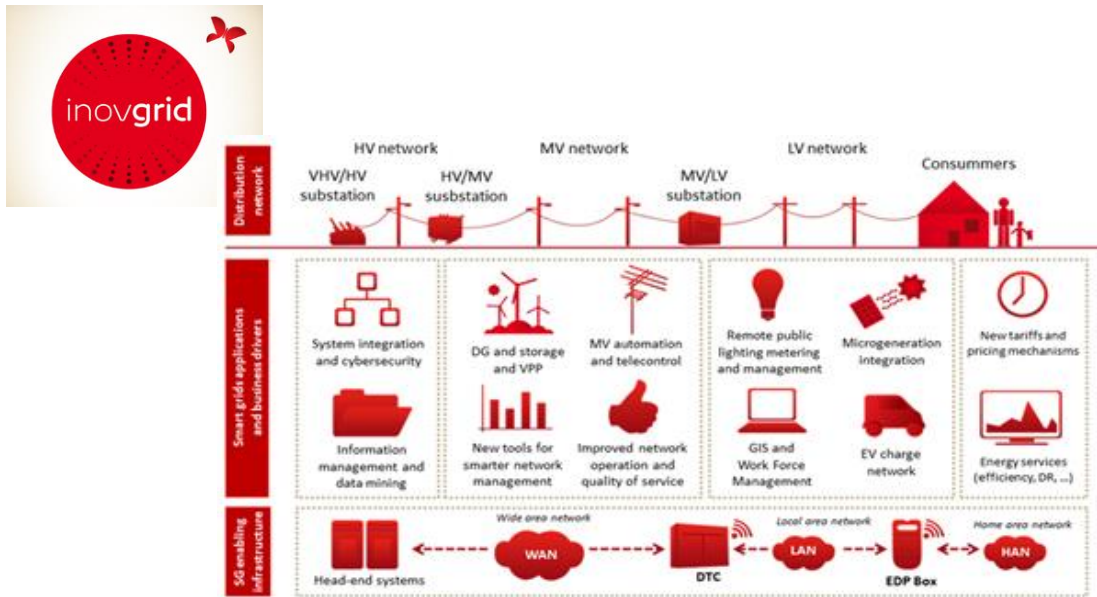 inovgrid
Distribution
network
HV network
MV network
LV network
VHV/HV
substation
HV/MV
susbstation
MV/LV
substation
Consummers
Smart grids applications
and business drivers
System integration
and cybersecurity
DG and storage
and VPP
MV automation
and telecontrol
Remote public
lighting metering
and management
Microgeneration
integration
New tariffs and
pricing mechanisms
Information
management and
data mining
New tools for
smarter network
management
Improved network
operation and
quality of service
GIS and
Work Force
Management
EV charge
network
Energy services
(efficiency, DR, ...)
SG enabling
infrastructure
Head-end systems
Wide area network
WAN
DTC
Local area network
LAN
EDP Box
Home area network
HAN